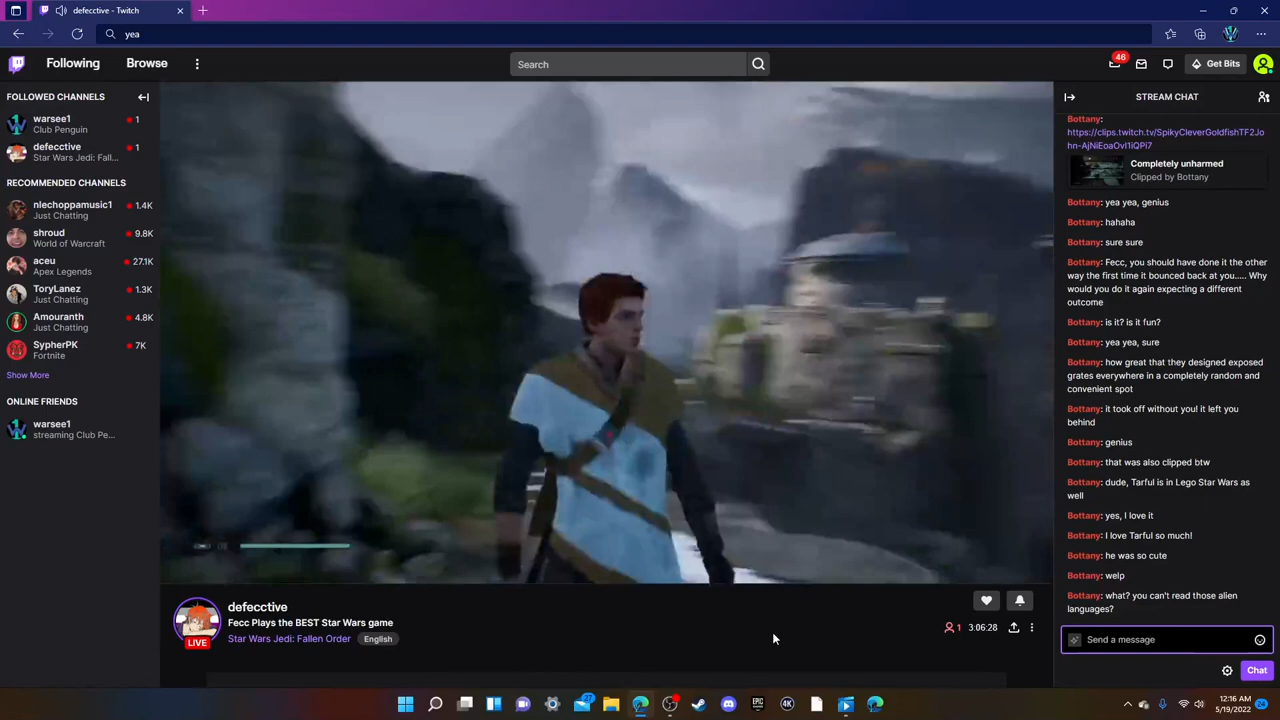 defecctive - Twitch
yea
Following
Browse
Search
46
Get Bits
FOLLOWED CHANNELS
warsee1
1
Club Penguin
defecctive
1
Star Wars Jedi: Fall...
RECOMMENDED CHANNELS
nlechoppamusic1
1.4K
Just Chatting
shroud
9.8K
World of Warcraft
aceu
27.1K
Apex Legends
ToryLanez
1.3K
Just Chatting
Amouranth
4.8K
Just Chatting
SypherPK
7K
Fortnite
Show More
ONLINE FRIENDS
warsee1
streaming Club Pe...
LIVE
defecctive
Fecc Plays the BEST Star Wars game
Star Wars Jedi: Fallen Order English
1 3:06:28
STREAM CHAT
Bottany:
https://clips.twitch.tv/SpikyCleverGoldfishTF2Jo
hn-AjNiEoaOvI1iQPi7
Completely unharmed
Clipped by Bottany
Bottany: yea yea, genius
Bottany: hahaha
Bottany: sure sure
Bottany: Fecc, you should have done it the other
way the first time it bounced back at you..... Why
would you do it again expecting a different
outcome
Bottany: is it? is it fun?
Bottany: yea yea, sure
Bottany: how great that they designed exposed
grates everywhere in a completely random and
convenient spot
Bottany: it took off without you! it left you
behind
Bottany: genius
Bottany: that was also clipped btw
Bottany: dude, Tarful is in Lego Star Wars as
well
Bottany: yes, I love it
Bottany: I love Tarful so much!
Bottany: he was so cute
Bottany: welp
Bottany: what? you can't read those alien
languages?
Send a message
Chat
27
EPIC
4K
12:16 AM
5/19/2022
24